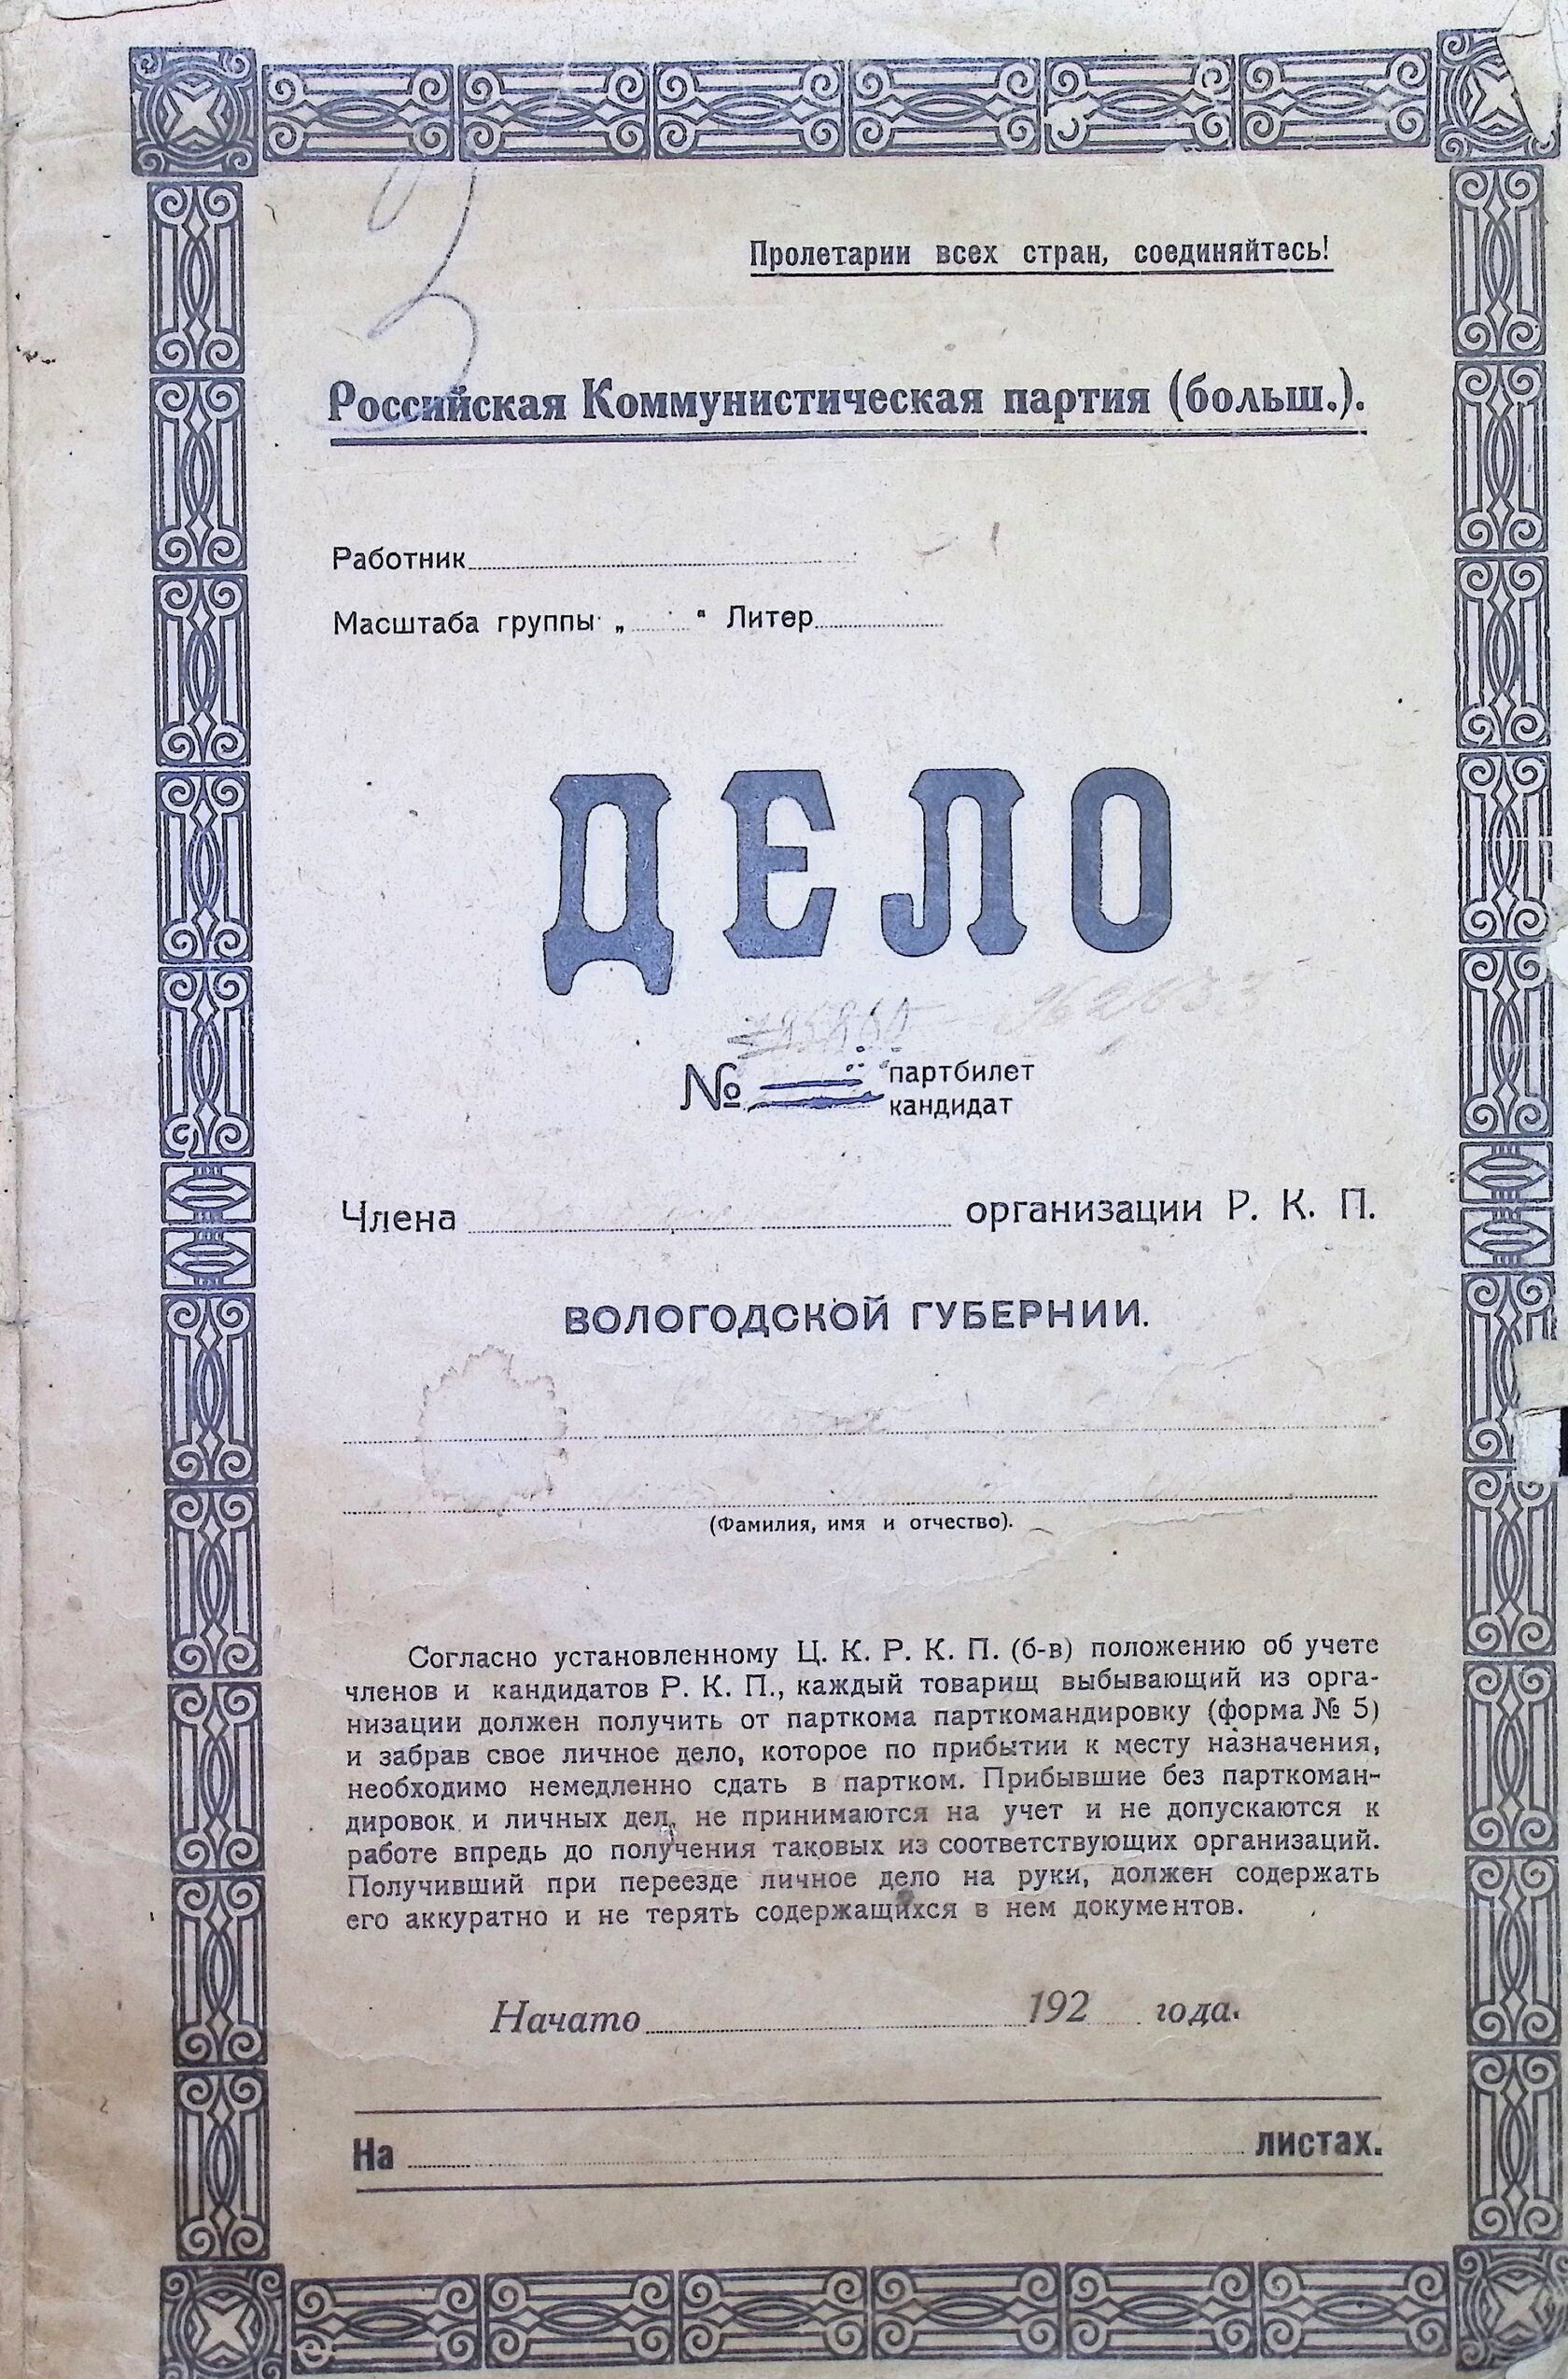 Пролетарии всех стран, соединяйтесь!
Российская Коммунистическая партия (больш.).
Работник
Масштаба группы „ “ Литер
ДЕЛО
№ партбилет
кандидат
Члена организации Р. К. П.
ВОЛОГОДСКОЙ ГУБЕРНИИ.
(Фамилия, имя и отчество).
Согласно установленному Ц. К. Р. К. П. (б-в) положению об учете
членов и кандидатов Р. К. П., каждый товарищ выбывающий из орга-
низации должен получить от парткома парткомандировку (форма № 5)
и забрав свое личное дело, которое по прибытии к месту назначения,
необходимо немедленно сдать в партком. Прибывшие без парткоман-
дировок и личных дел, не принимаются на учет и не допускаются к
работе впредь до получения таковых из соответствующих организаций.
Получивший при переезде личное дело на руки, должен содержать
его аккуратно и не терять содержащихся в нем документов.
Начато 192 года.
На листах.